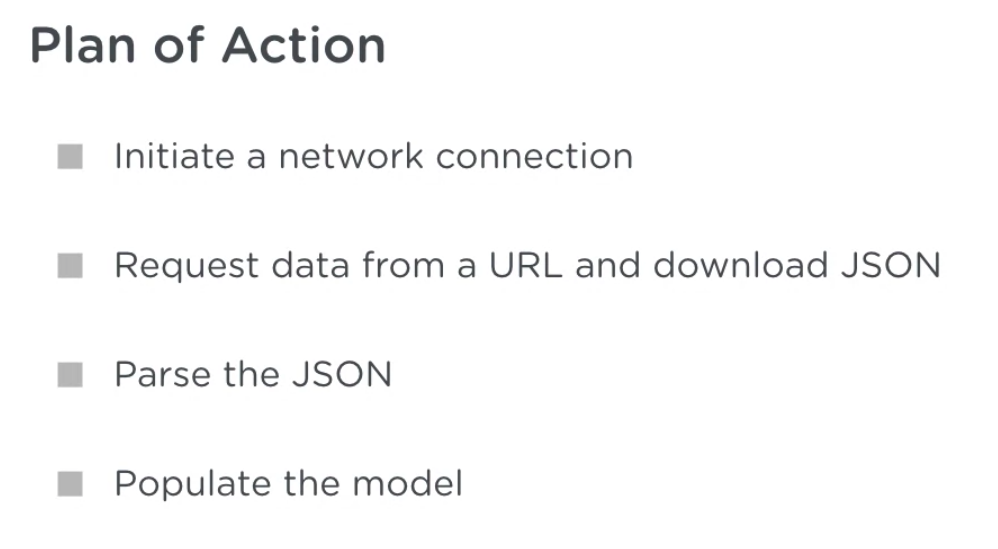 Plan of Action
Initiate a network connection
Request data from a URL and download JSON
Parse the JSON
Populate the model